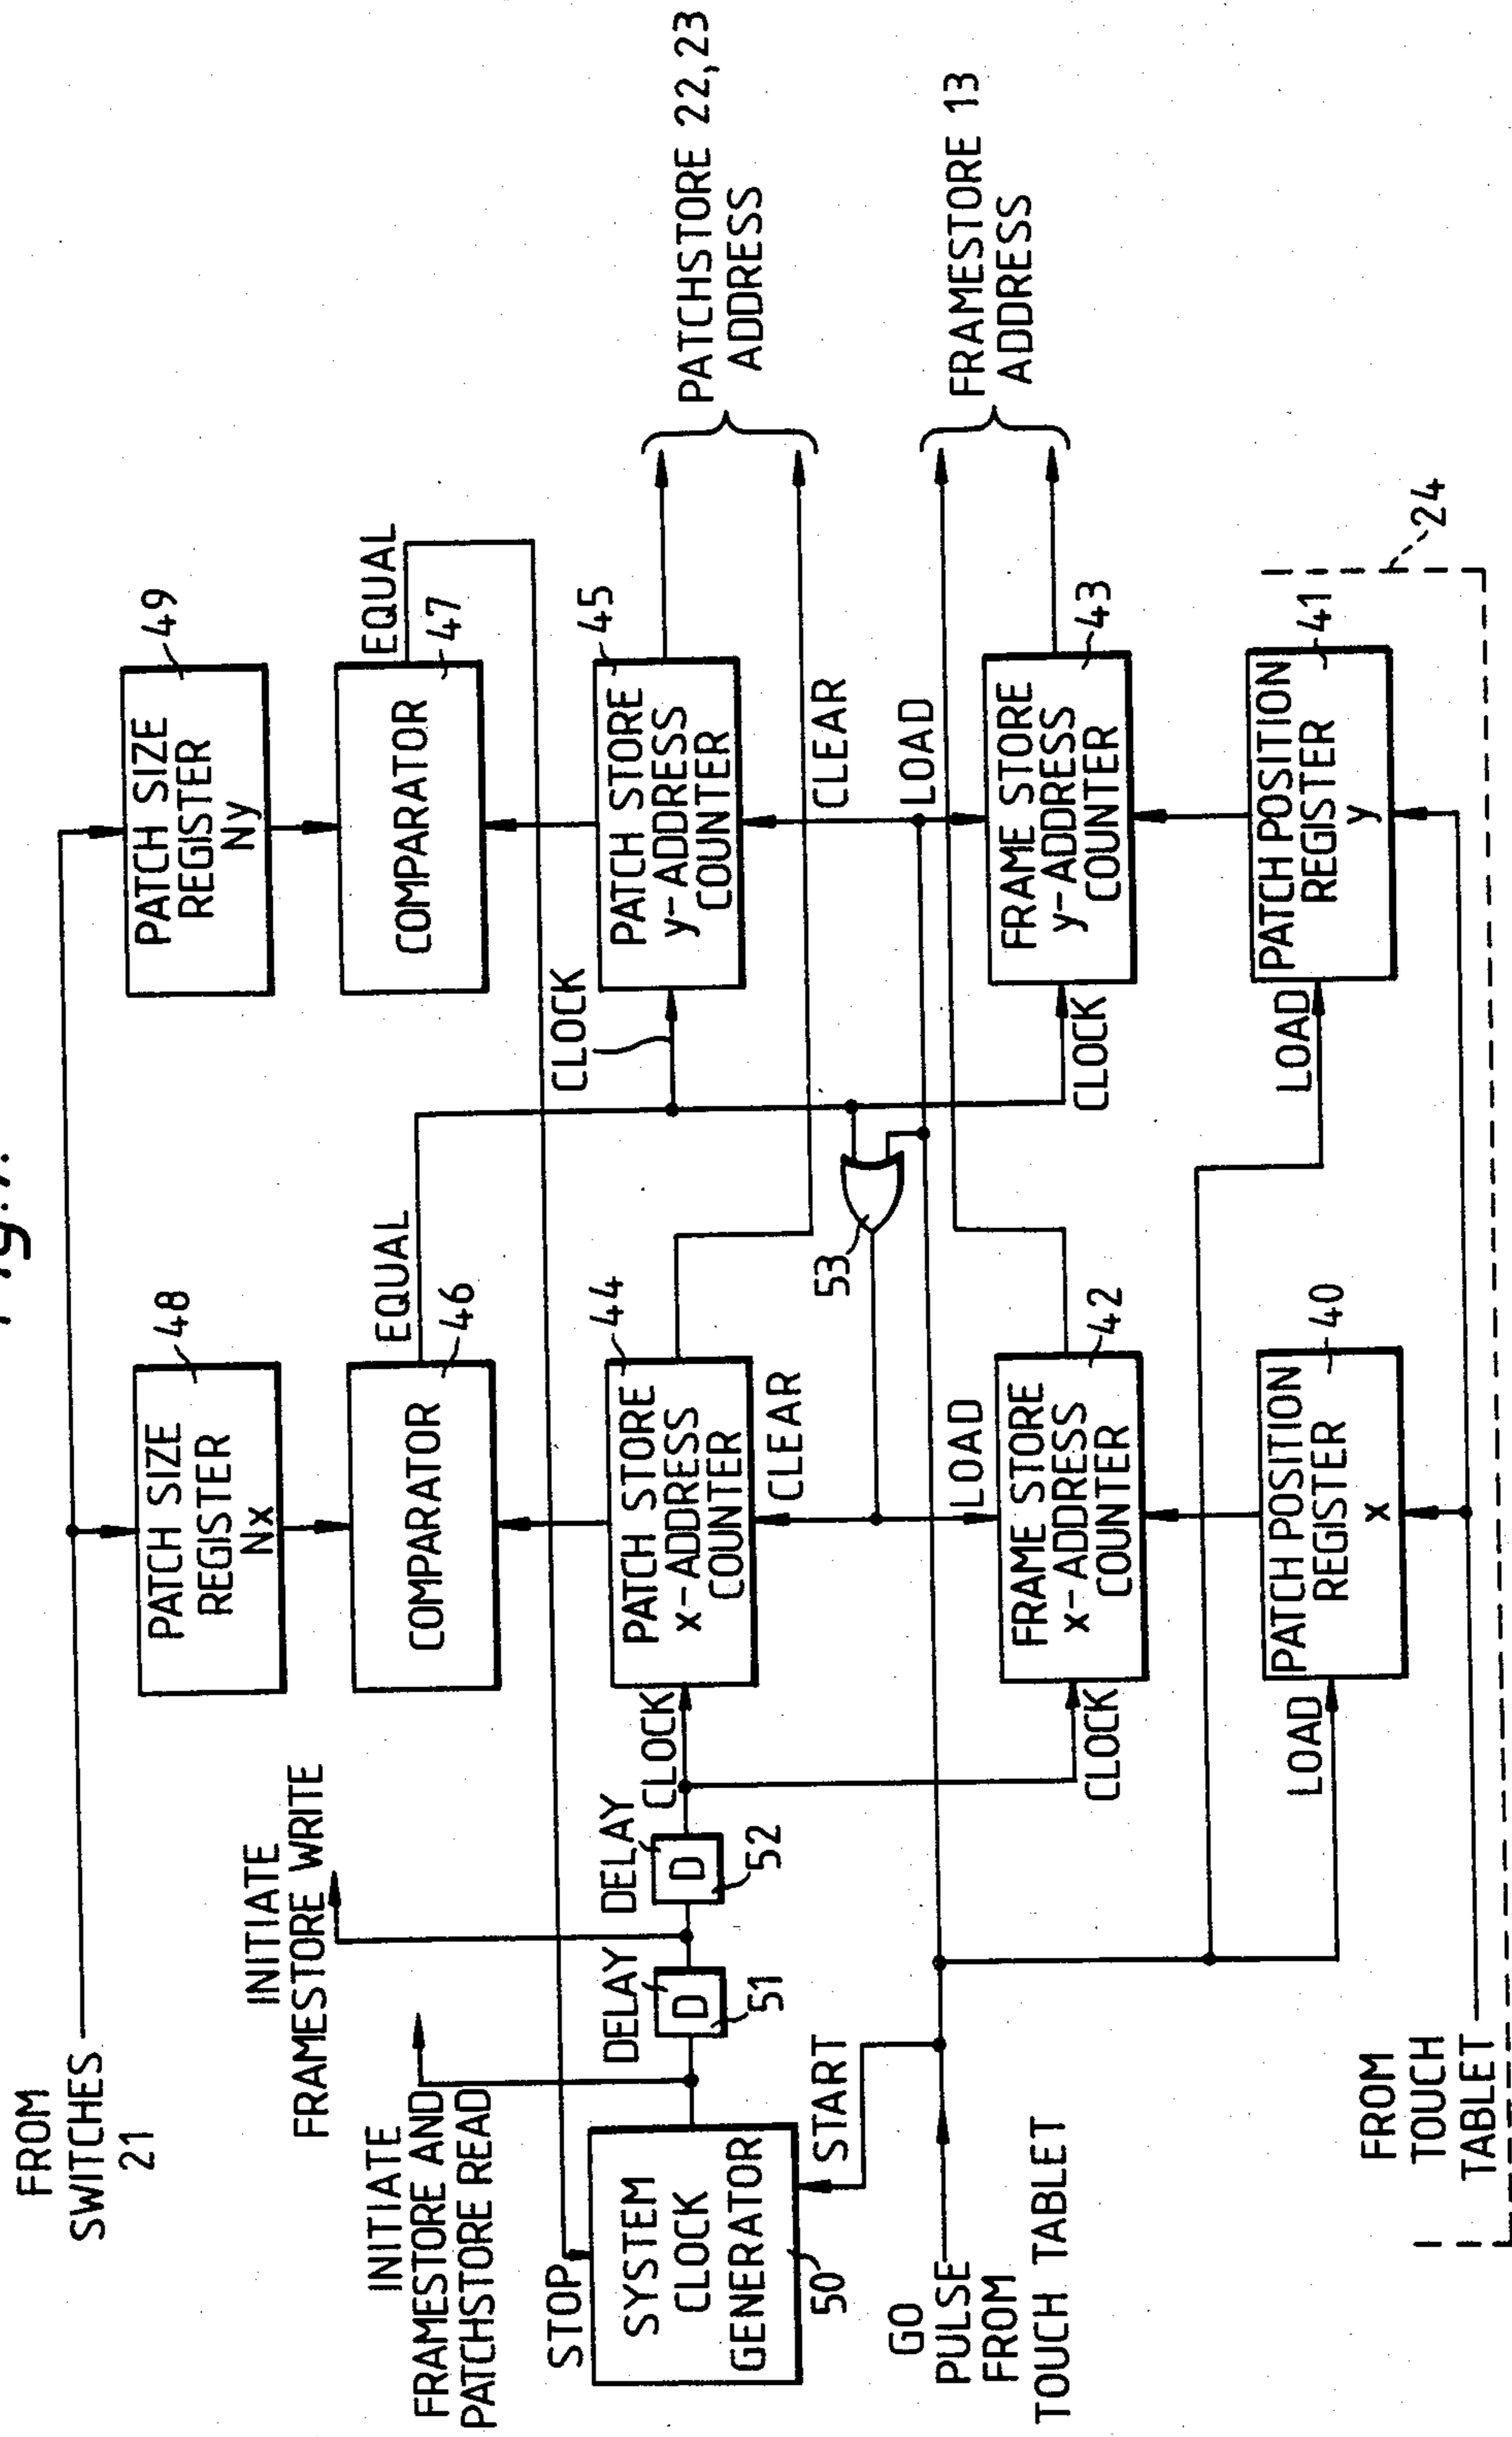 FROM
SWITCHES
21
INITIATE
FRAMESTORE AND
PATCHSTORE READ
INITIATE
FRAMESTORE WRITE
PATCH SIZE
REGISTER
Nx
48
PATCH SIZE
REGISTER
Ny
49
COMPARATOR
46
EQUAL
COMPARATOR
47
EQUAL
STOP
SYSTEM
CLOCK
GENERATOR
50
START
DELAY
D
51
DELAY
D
52
CLOCK
PATCH STORE
x-ADDRESS
COUNTER
44
CLEAR
CLOCK
PATCH STORE
y-ADDRESS
COUNTER
45
CLEAR
PATCHSTORE 22,23
ADDRESS
53
GO
PULSE
FROM
TOUCH TABLET
CLOCK
LOAD
FRAME STORE
x-ADDRESS
COUNTER
42
CLOCK
LOAD
FRAME STORE
y-ADDRESS
COUNTER
43
FRAMESTORE 13
ADDRESS
LOAD
PATCH POSITION
REGISTER
x
40
LOAD
PATCH POSITION
REGISTER
y
41
24
FROM
TOUCH
TABLET